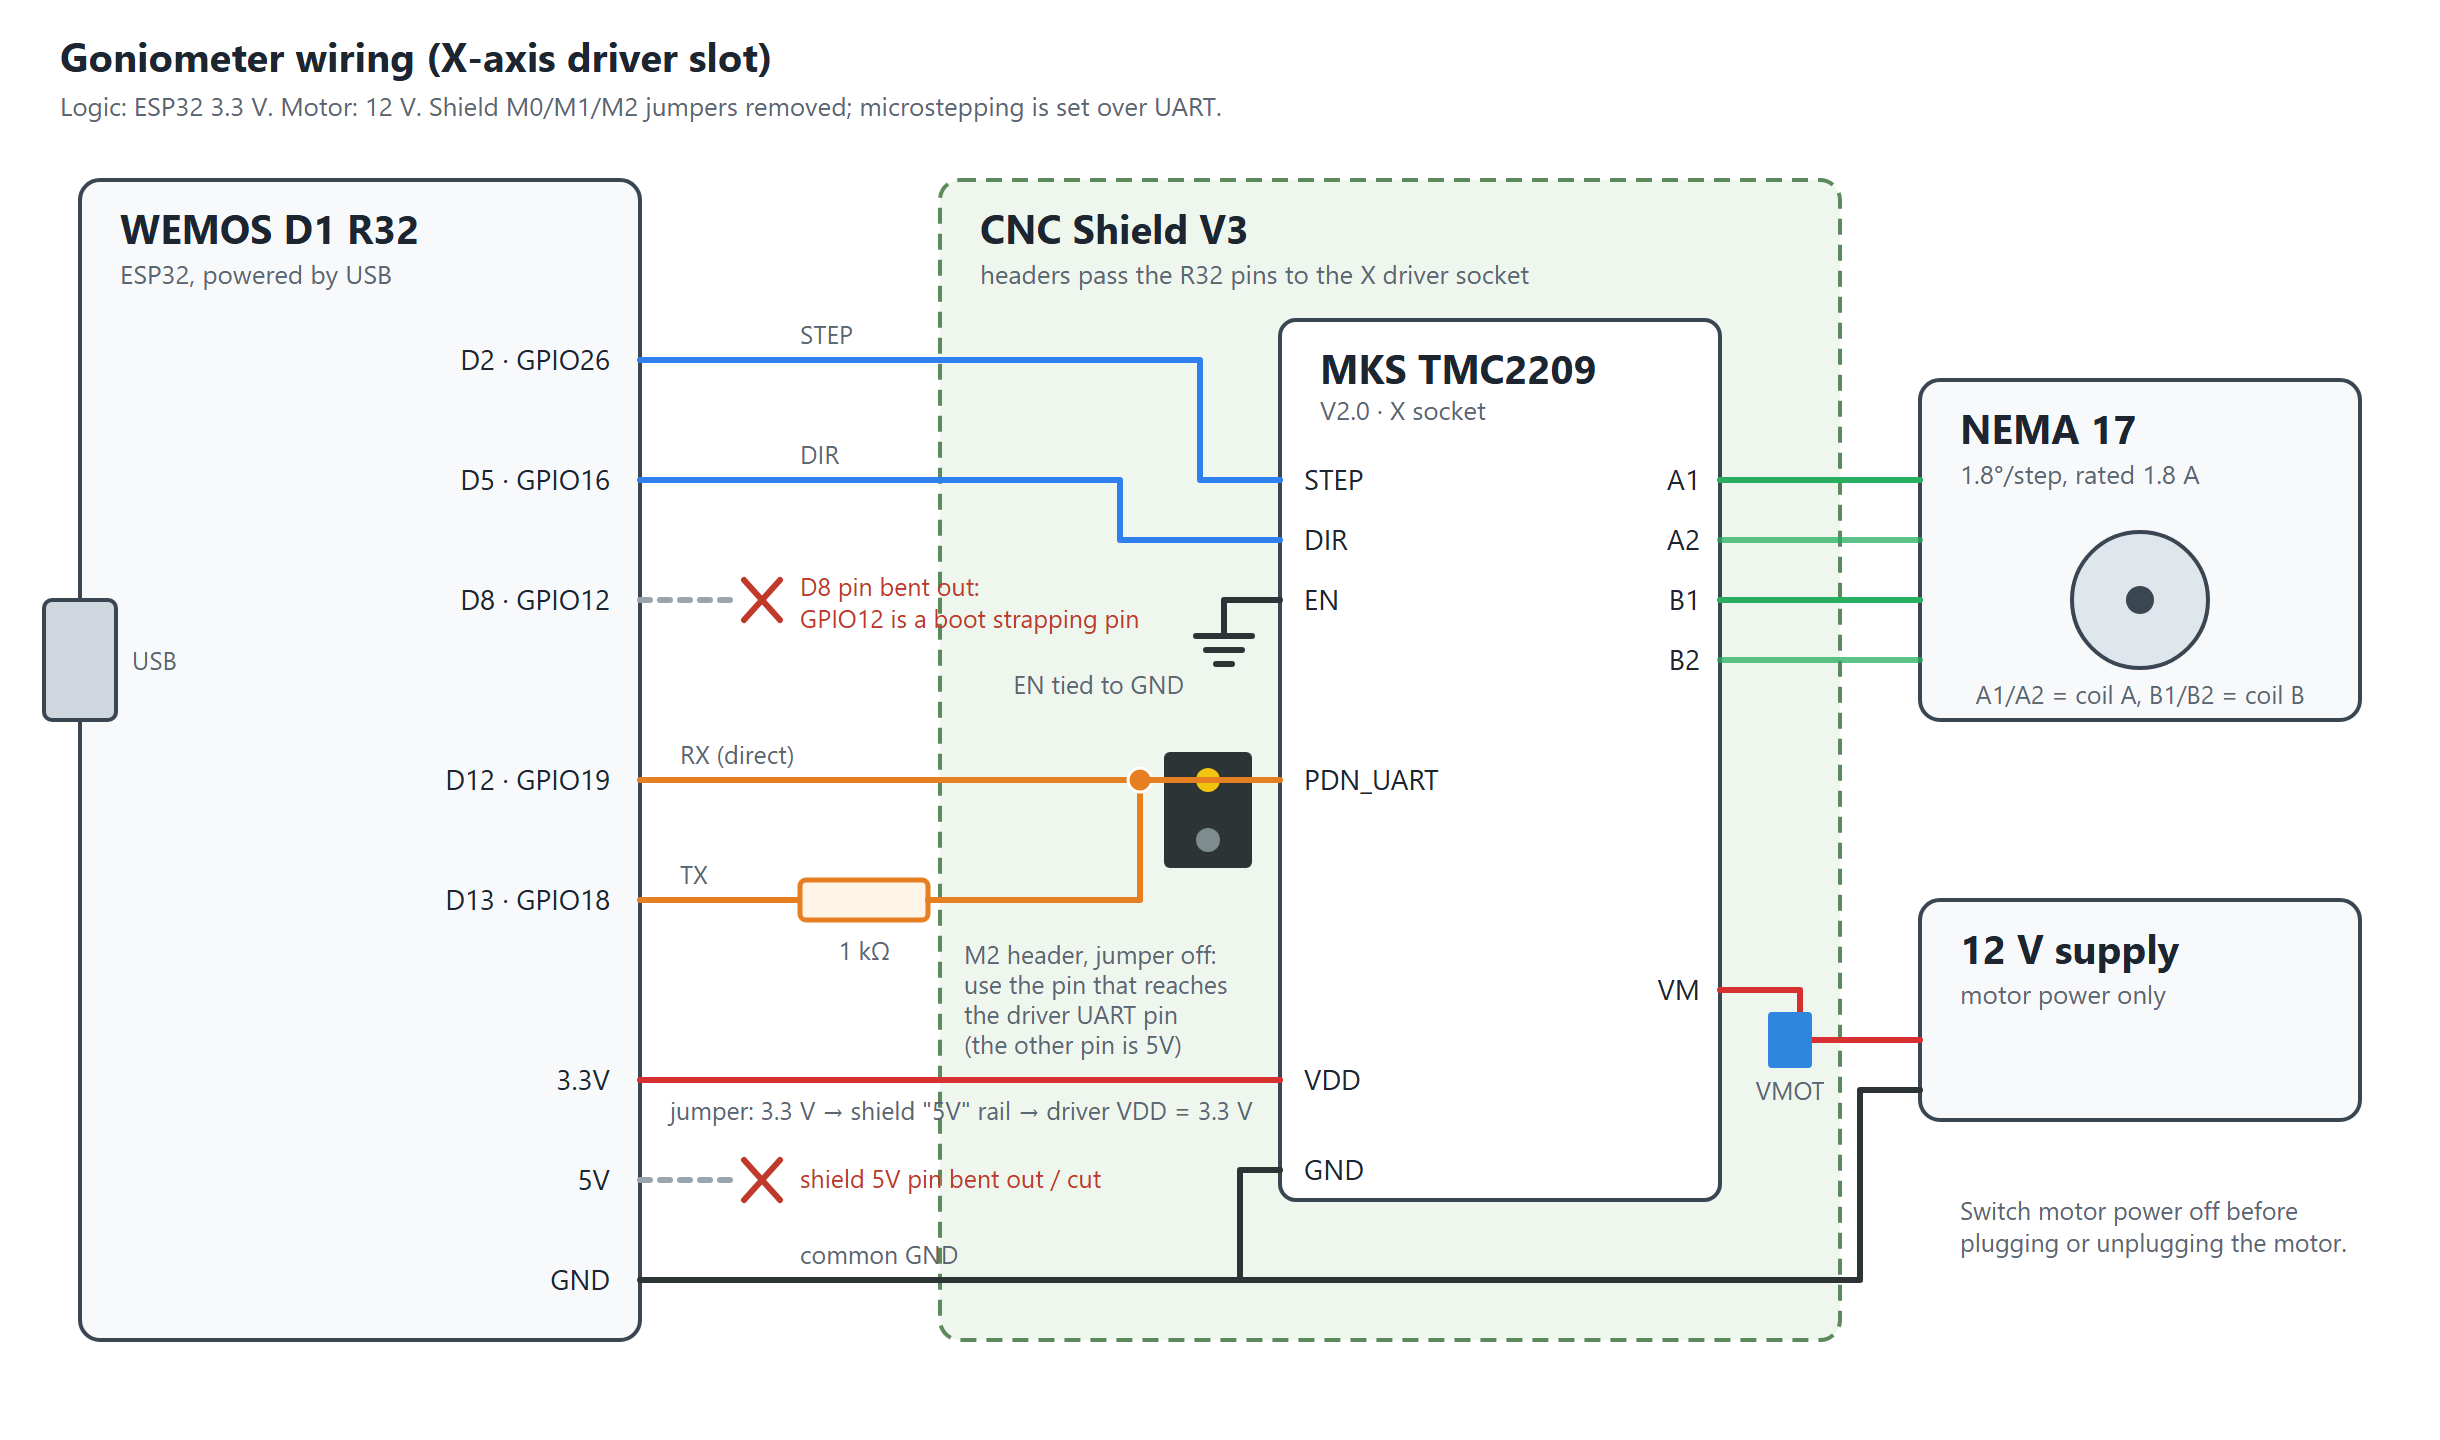 Goniometer wiring (X-axis driver slot)
Logic: ESP32 3.3 V. Motor: 12 V. Shield M0/M1/M2 jumpers removed; microstepping is set over UART.
WEMOS D1 R32
ESP32, powered by USB
D2 · GPIO26
D5 · GPIO16
D8 · GPIO12
USB
D12 · GPIO19
D13 · GPIO18
3.3V
5V
GND
STEP
DIR
D8 pin bent out:
GPIO12 is a boot strapping pin
RX (direct)
TX
1 kΩ
jumper: 3.3 V → shield "5V" rail → driver VDD = 3.3 V
shield 5V pin bent out / cut
common GND
CNC Shield V3
headers pass the R32 pins to the X driver socket
EN tied to GND
M2 header, jumper off:
use the pin that reaches
the driver UART pin
(the other pin is 5V)
MKS TMC2209
V2.0 · X socket
STEP
DIR
EN
PDN_UART
VDD
GND
A1
A2
B1
B2
VM
VMOT
NEMA 17
1.8°/step, rated 1.8 A
A1/A2 = coil A, B1/B2 = coil B
12 V supply
motor power only
Switch motor power off before
plugging or unplugging the motor.